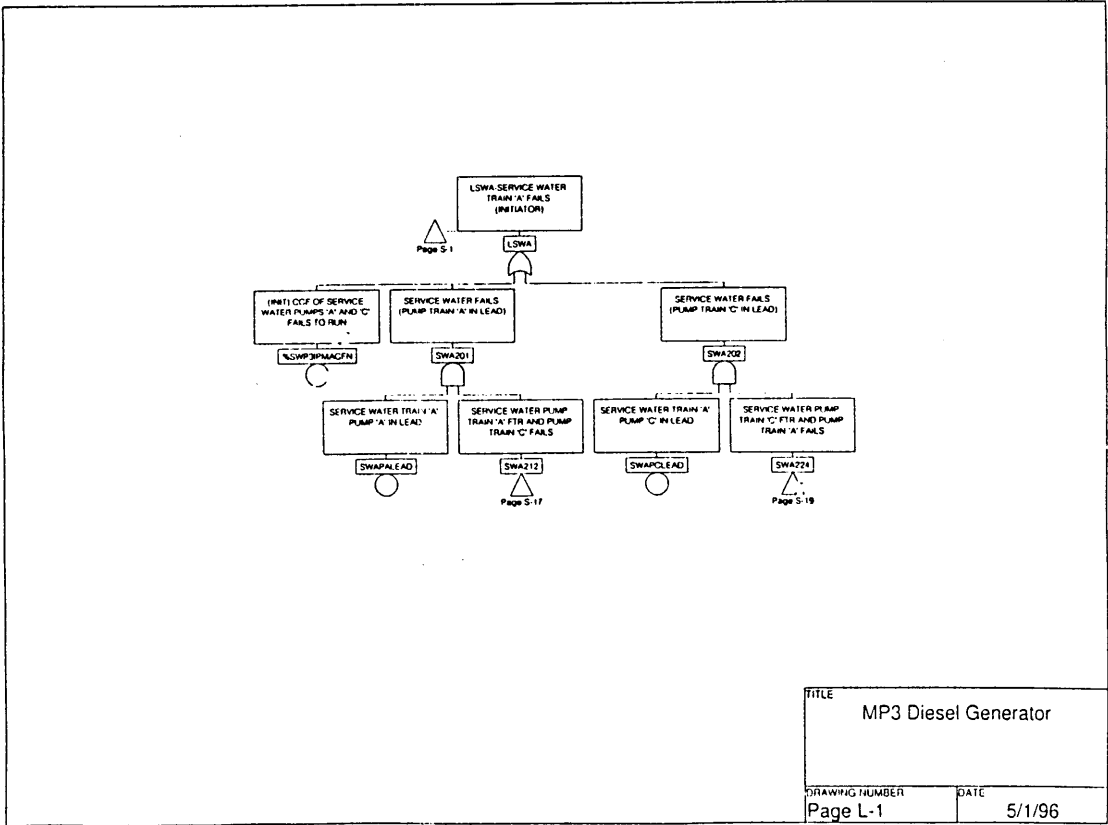 LSWA-SERVICE WATER
TRAIN 'A' FAILS
(INITIATOR)
Page S-1
LSWA
(INIT) CCF OF SERVICE
WATER PUMPS 'A' AND 'C'
FAILS TO RUN
%SWP3IPMACFN
SERVICE WATER FAILS
(PUMP TRAIN 'A' IN LEAD)
SWA201
SERVICE WATER FAILS
(PUMP TRAIN 'C' IN LEAD)
SWA202
SERVICE WATER TRAIN 'A'
PUMP 'A' IN LEAD
SWAPALEAD
SERVICE WATER PUMP
TRAIN 'A' FTR AND PUMP
TRAIN 'C' FAILS
SWA212
Page S-17
SERVICE WATER TRAIN 'A'
PUMP 'C' IN LEAD
SWAPCLEAD
SERVICE WATER PUMP
TRAIN 'C' FTR AND PUMP
TRAIN 'A' FAILS
SWA224
Page S-19
TITLE
MP3 Diesel Generator
DRAWING NUMBER
Page L-1
DATE
5/1/96